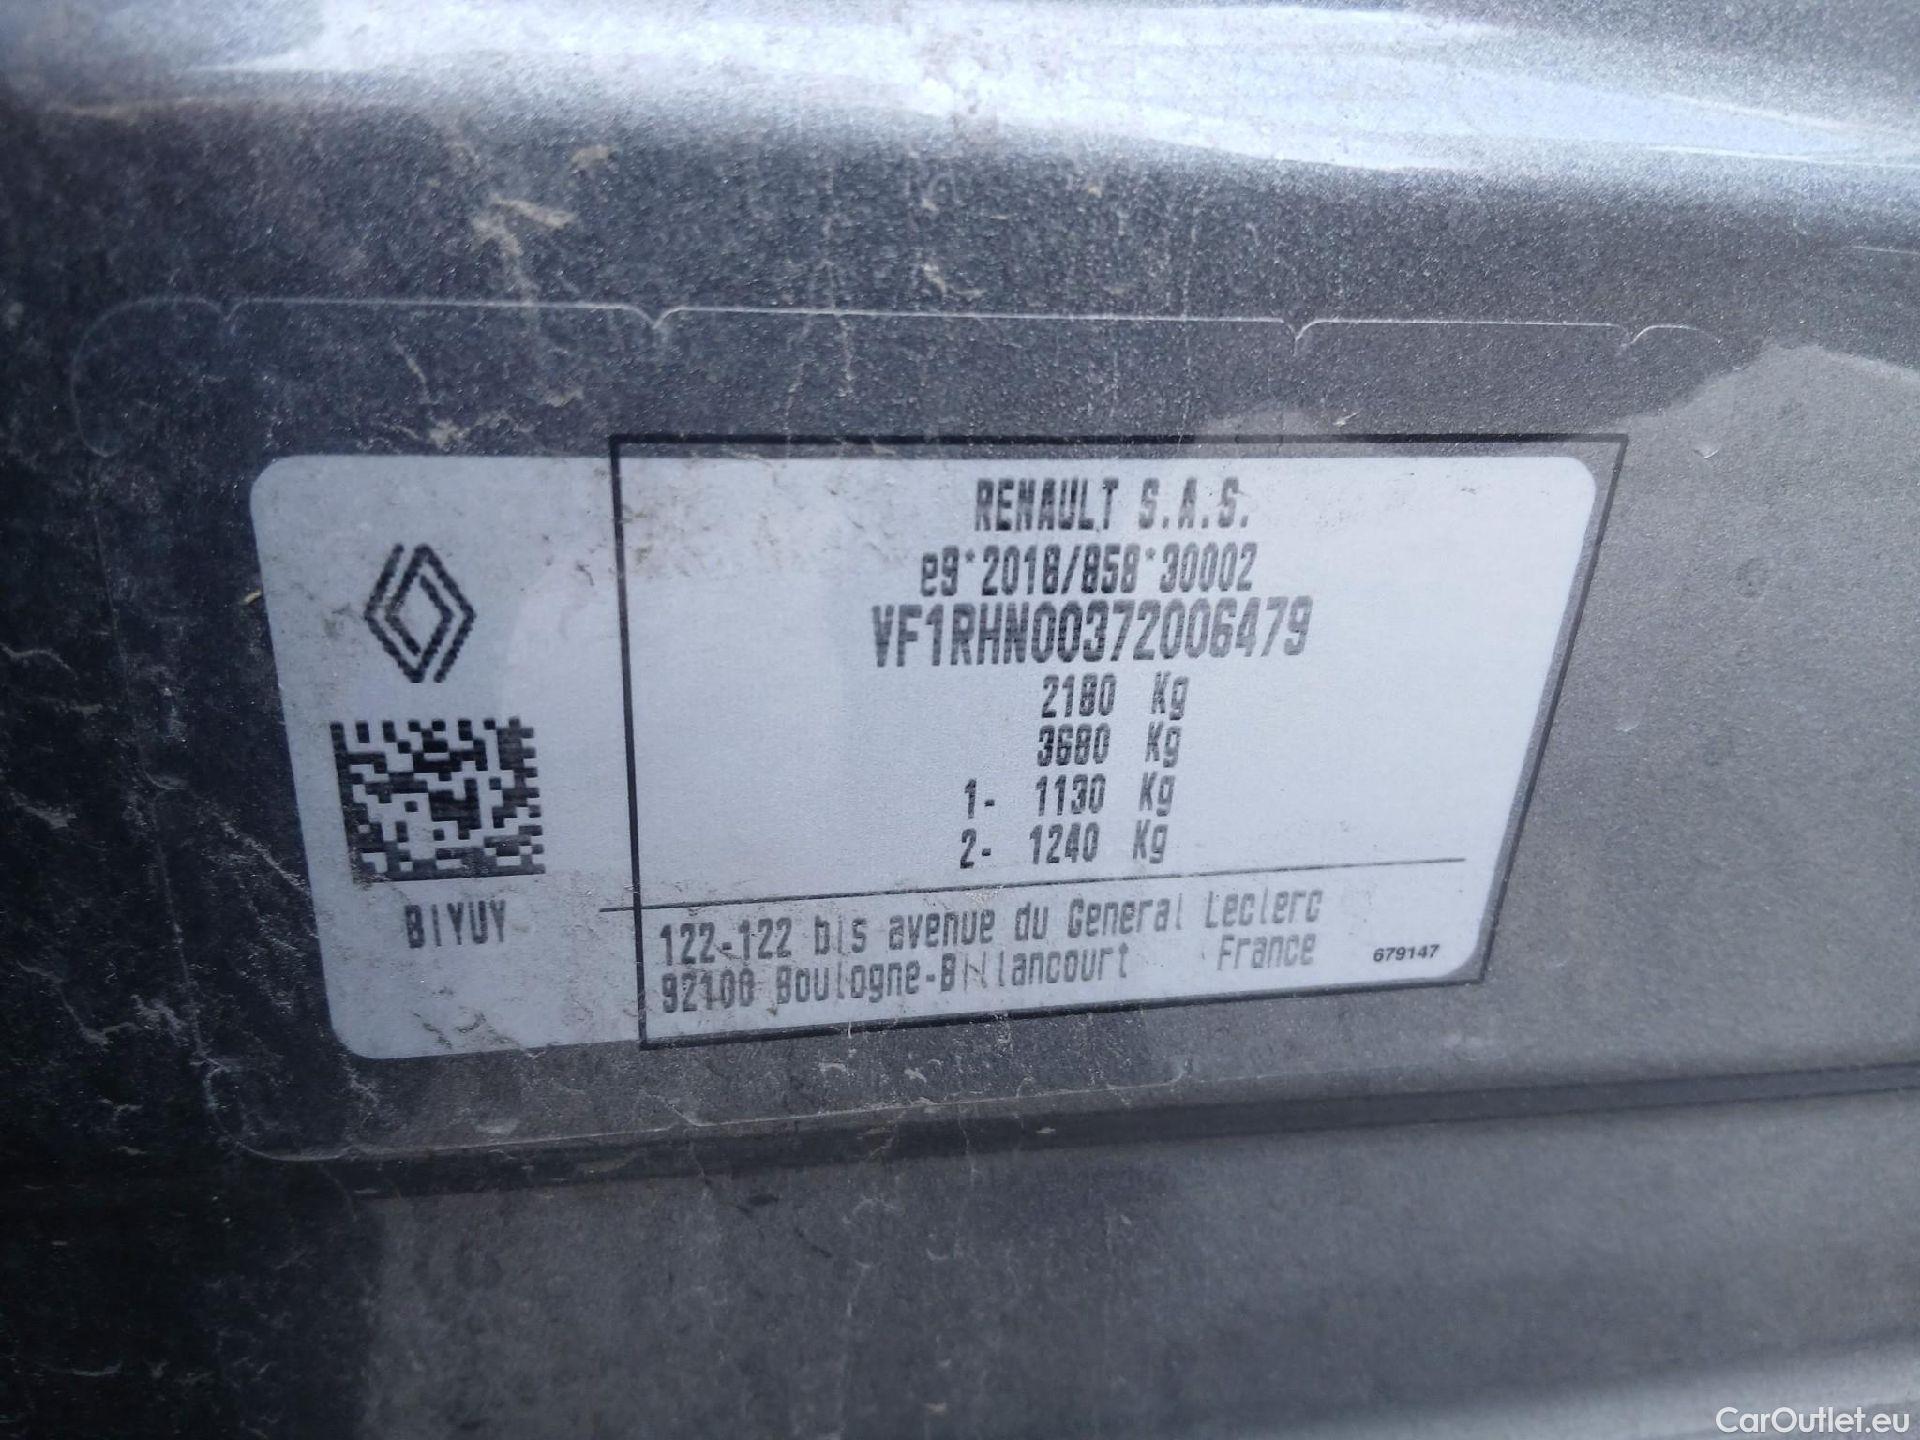 RENAULT S.A.S.
e9*2018/858*30002
VF1RHN00372006479
2180 Kg
3680 Kg
1- 1130 Kg
2- 1240 Kg
BIYUY
122-122 bis avenue du General Leclerc
92100 Boulogne-Billancourt France
679147
CarOutlet.eu